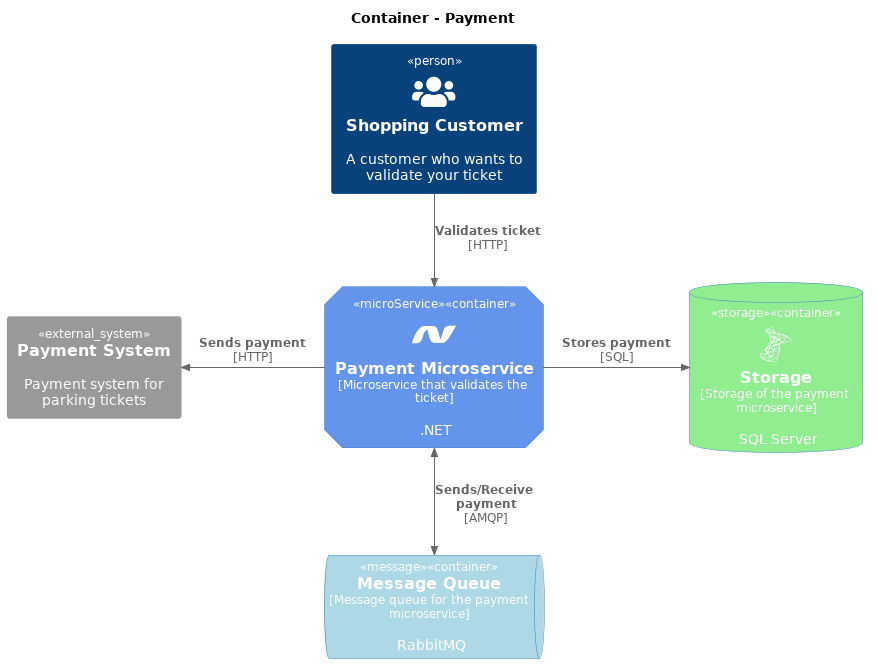 Container - Payment
«person»
Shopping Customer
A customer who wants to
validate your ticket
Validates ticket
[HTTP]
«external_system»
Payment System
Payment system for
parking tickets
Sends payment
[HTTP]
«microService»«container»
Payment Microservice
[Microservice that validates the
ticket]
.NET
Stores payment
[SQL]
«storage»«container»
Storage
[Storage of the payment
microservice]
SQL Server
Sends/Receive
payment
[AMQP]
«message»«container»
Message Queue
[Message queue for the payment
microservice]
RabbitMQ